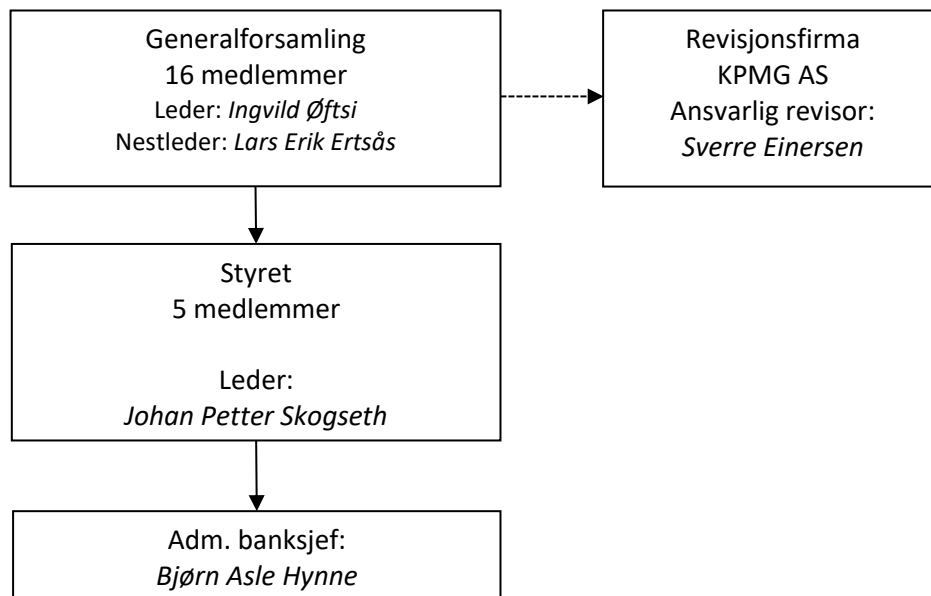 Generalforsamling
16 medlemmer
Leder: Ingvild Øftsi
Nestleder: Lars Erik Ertsås
Revisjonsfirma
KPMG AS
Ansvarlig revisor:
Sverre Einersen
Styret
5 medlemmer
Leder:
Johan Petter Skogseth
Adm. banksjef:
Bjørn Asle Hynne